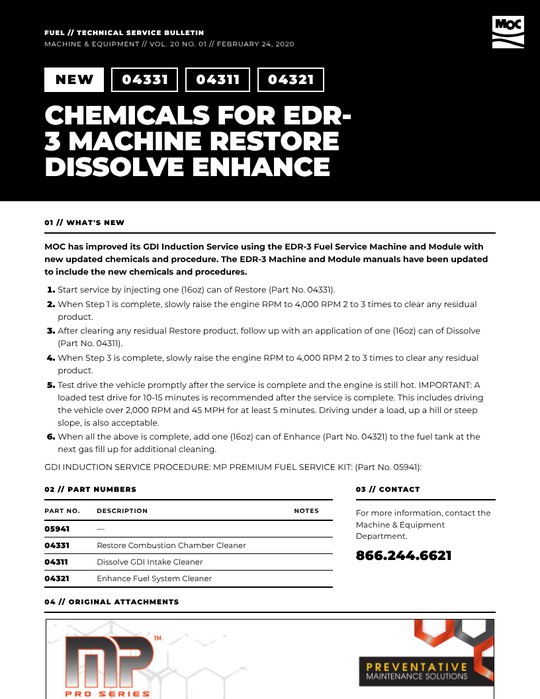 FUEL // TECHNICAL SERVICE BULLETIN
MACHINE & EQUIPMENT // VOL. 20 NO. 01 // FEBRUARY 24, 2020
MOC
NEW 04331 04311 04321
CHEMICALS FOR EDR-
3 MACHINE RESTORE
DISSOLVE ENHANCE
01 // WHAT'S NEW
MOC has improved its GDI Induction Service using the EDR-3 Fuel Service Machine and Module with
new updated chemicals and procedure. The EDR-3 Machine and Module manuals have been updated
to include the new chemicals and procedures.
1. Start service by injecting one (16oz) can of Restore (Part No. 04331).
2. When Step 1 is complete, slowly raise the engine RPM to 4,000 RPM 2 to 3 times to clear any residual
product.
3. After clearing any residual Restore product, follow up with an application of one (16oz) can of Dissolve
(Part No. 04311).
4. When Step 3 is complete, slowly raise the engine RPM to 4,000 RPM 2 to 3 times to clear any residual
product.
5. Test drive the vehicle promptly after the service is complete and the engine is still hot. IMPORTANT: A
loaded test drive for 10-15 minutes is recommended after the service is complete. This includes driving
the vehicle over 2,000 RPM and 45 MPH for at least 5 minutes. Driving under a load, up a hill or steep
slope, is also acceptable.
6. When all the above is complete, add one (16oz) can of Enhance (Part No. 04321) to the fuel tank at the
next gas fill up for additional cleaning.
GDI INDUCTION SERVICE PROCEDURE: MP PREMIUM FUEL SERVICE KIT: (Part No. 05941):
02 // PART NUMBERS
PART NO. DESCRIPTION NOTES
05941 —
04331 Restore Combustion Chamber Cleaner
04311 Dissolve GDI Intake Cleaner
04321 Enhance Fuel System Cleaner
03 // CONTACT
For more information, contact the
Machine & Equipment
Department.
866.244.6621
04 // ORIGINAL ATTACHMENTS
MP™
PRO SERIES
PREVENTATIVE
MAINTENANCE SOLUTIONS